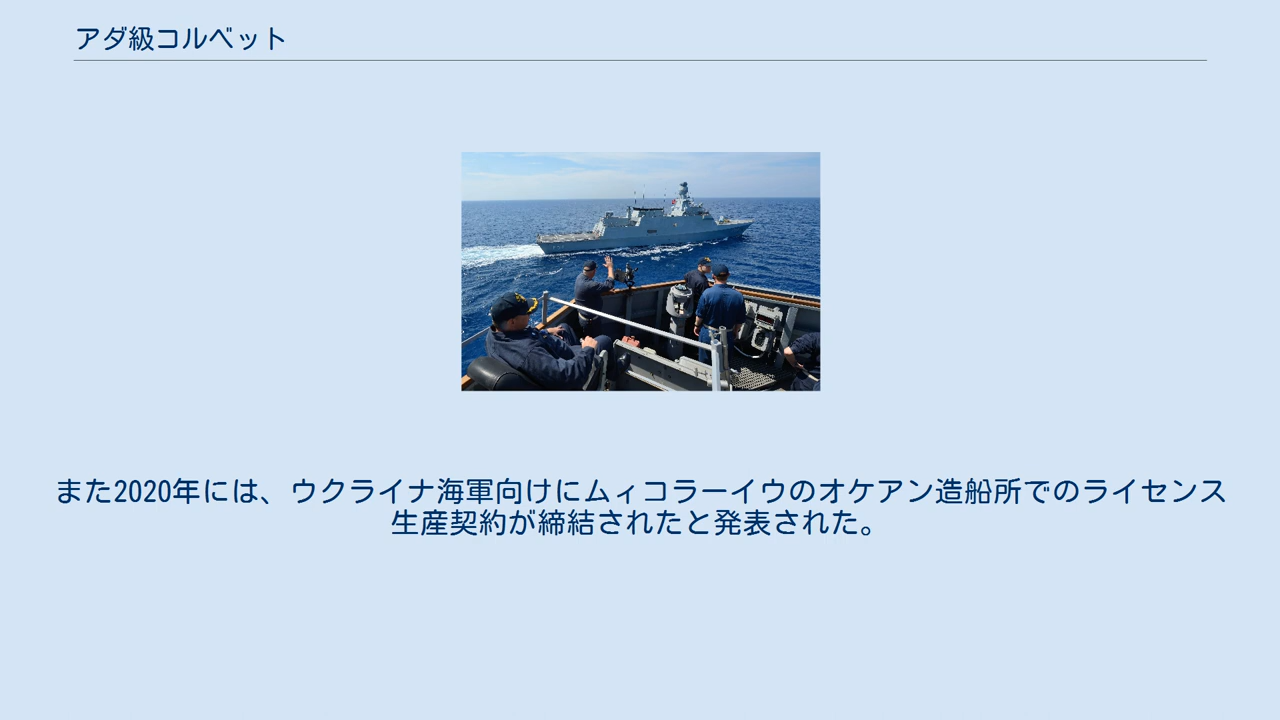 アダ級コルベット
また2020年には、ウクライナ海軍向けにムィコラーイウのオケアン造船所でのライセンス
生産契約が締結されたと発表された。